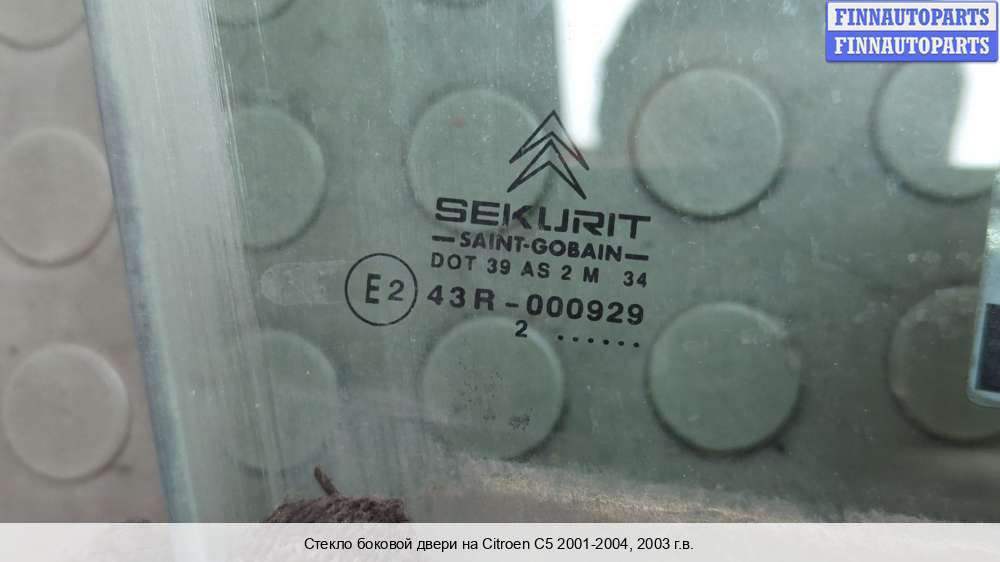 FINNAUTOPARTS
FINNAUTOPARTS
SEKURIT
SAINT-GOBAIN
DOT 39 AS 2 M 34
E2 43R-000929
2 ......
Стекло боковой двери на Citroen C5 2001-2004, 2003 г.в.